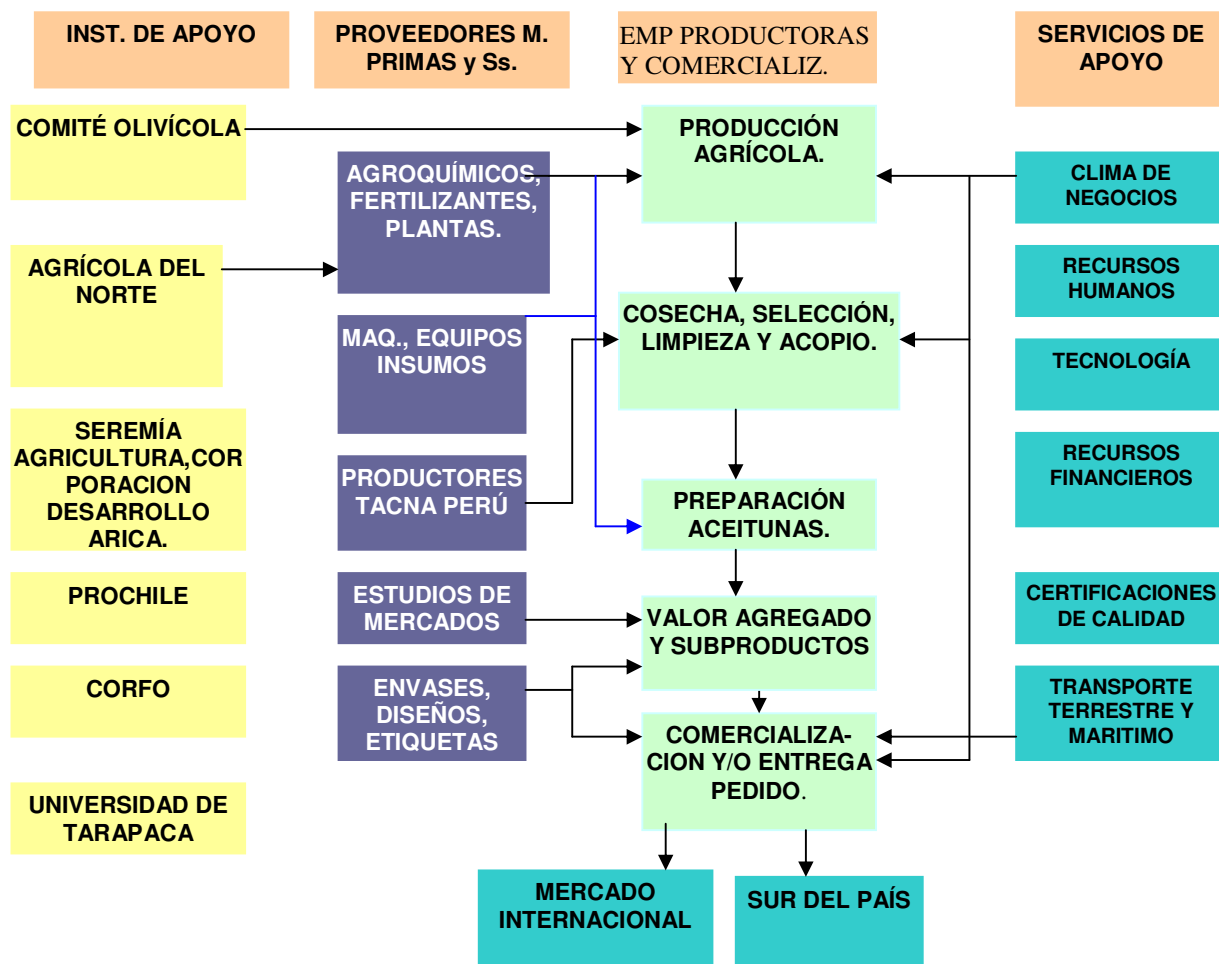 INST. DE APOYO
PROVEEDORES M.
PRIMAS y Ss.
EMP PRODUCTORAS
Y COMERCIALIZ.
SERVICIOS DE
APOYO
COMITÉ OLIVÍCOLA
AGRÍCOLA DEL
NORTE
SEREMÍA
AGRICULTURA,COR
PORACION
DESARROLLO
ARICA.
PROCHILE
CORFO
UNIVERSIDAD DE
TARAPACA
AGROQUÍMICOS,
FERTILIZANTES,
PLANTAS.
MAQ., EQUIPOS
INSUMOS
PRODUCTORES
TACNA PERÚ
ESTUDIOS DE
MERCADOS
ENVASES,
DISEÑOS,
ETIQUETAS
PRODUCCIÓN
AGRÍCOLA.
COSECHA, SELECCIÓN,
LIMPIEZA Y ACOPIO.
PREPARACIÓN
ACEITUNAS.
VALOR AGREGADO
Y SUBPRODUCTOS
COMERCIALIZA-
CION Y/O ENTREGA
PEDIDO.
MERCADO
INTERNACIONAL
SUR DEL PAÍS
CLIMA DE
NEGOCIOS
RECURSOS
HUMANOS
TECNOLOGÍA
RECURSOS
FINANCIEROS
CERTIFICACIONES
DE CALIDAD
TRANSPORTE
TERRESTRE Y
MARITIMO